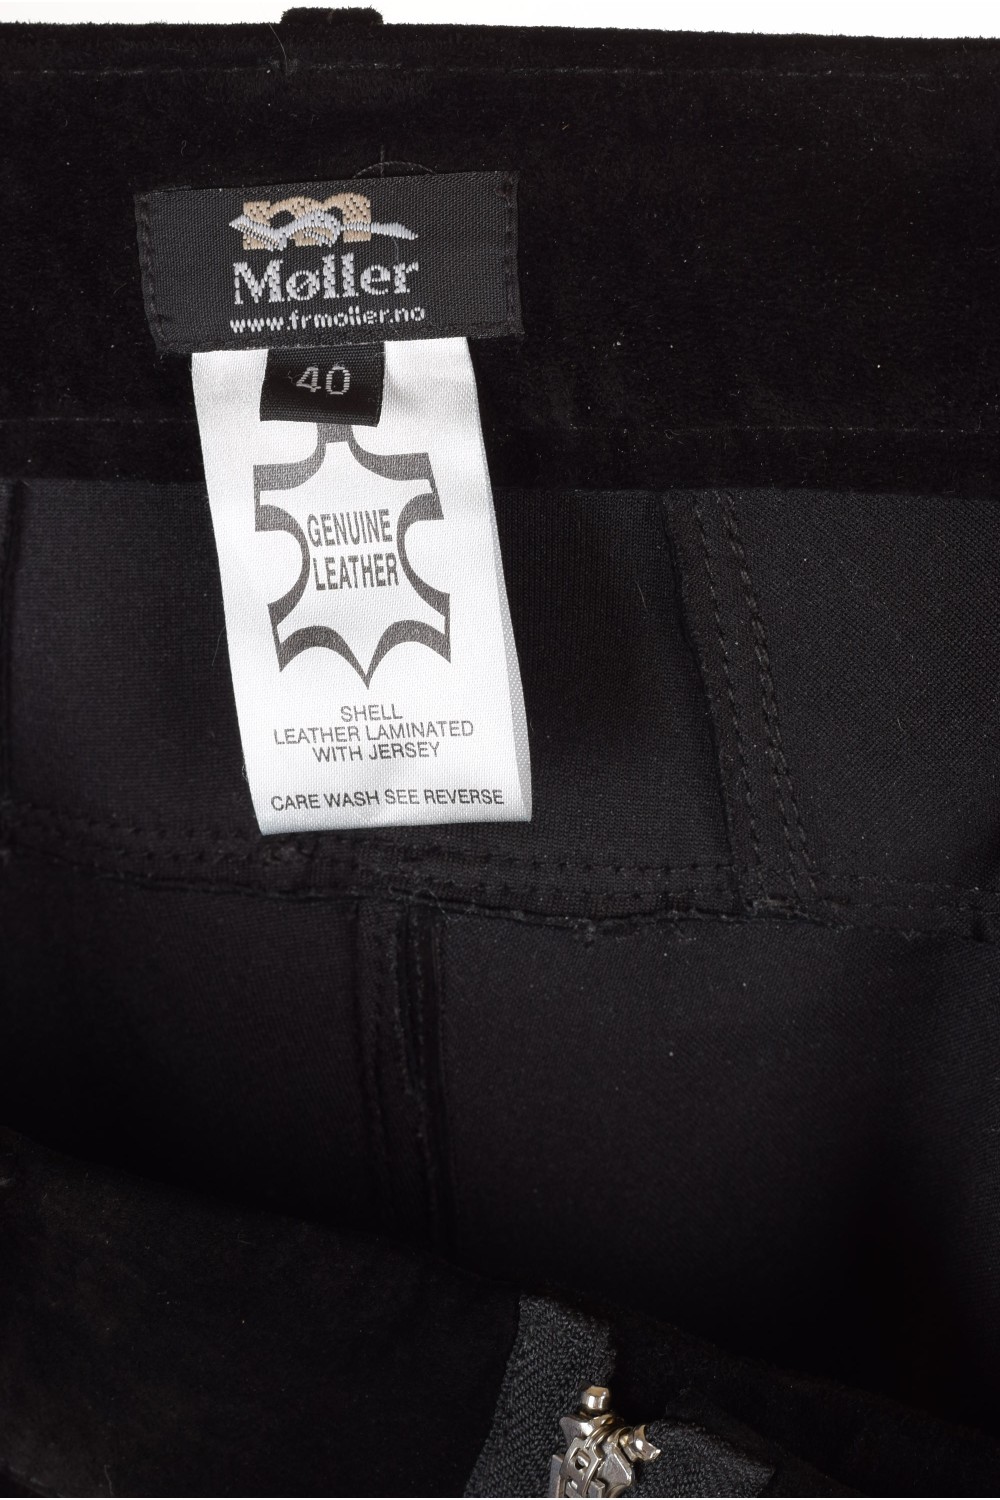 Møller
www.frmoller.no
40
GENUINE
LEATHER
SHELL
LEATHER LAMINATED
WITH JERSEY
CARE WASH SEE REVERSE